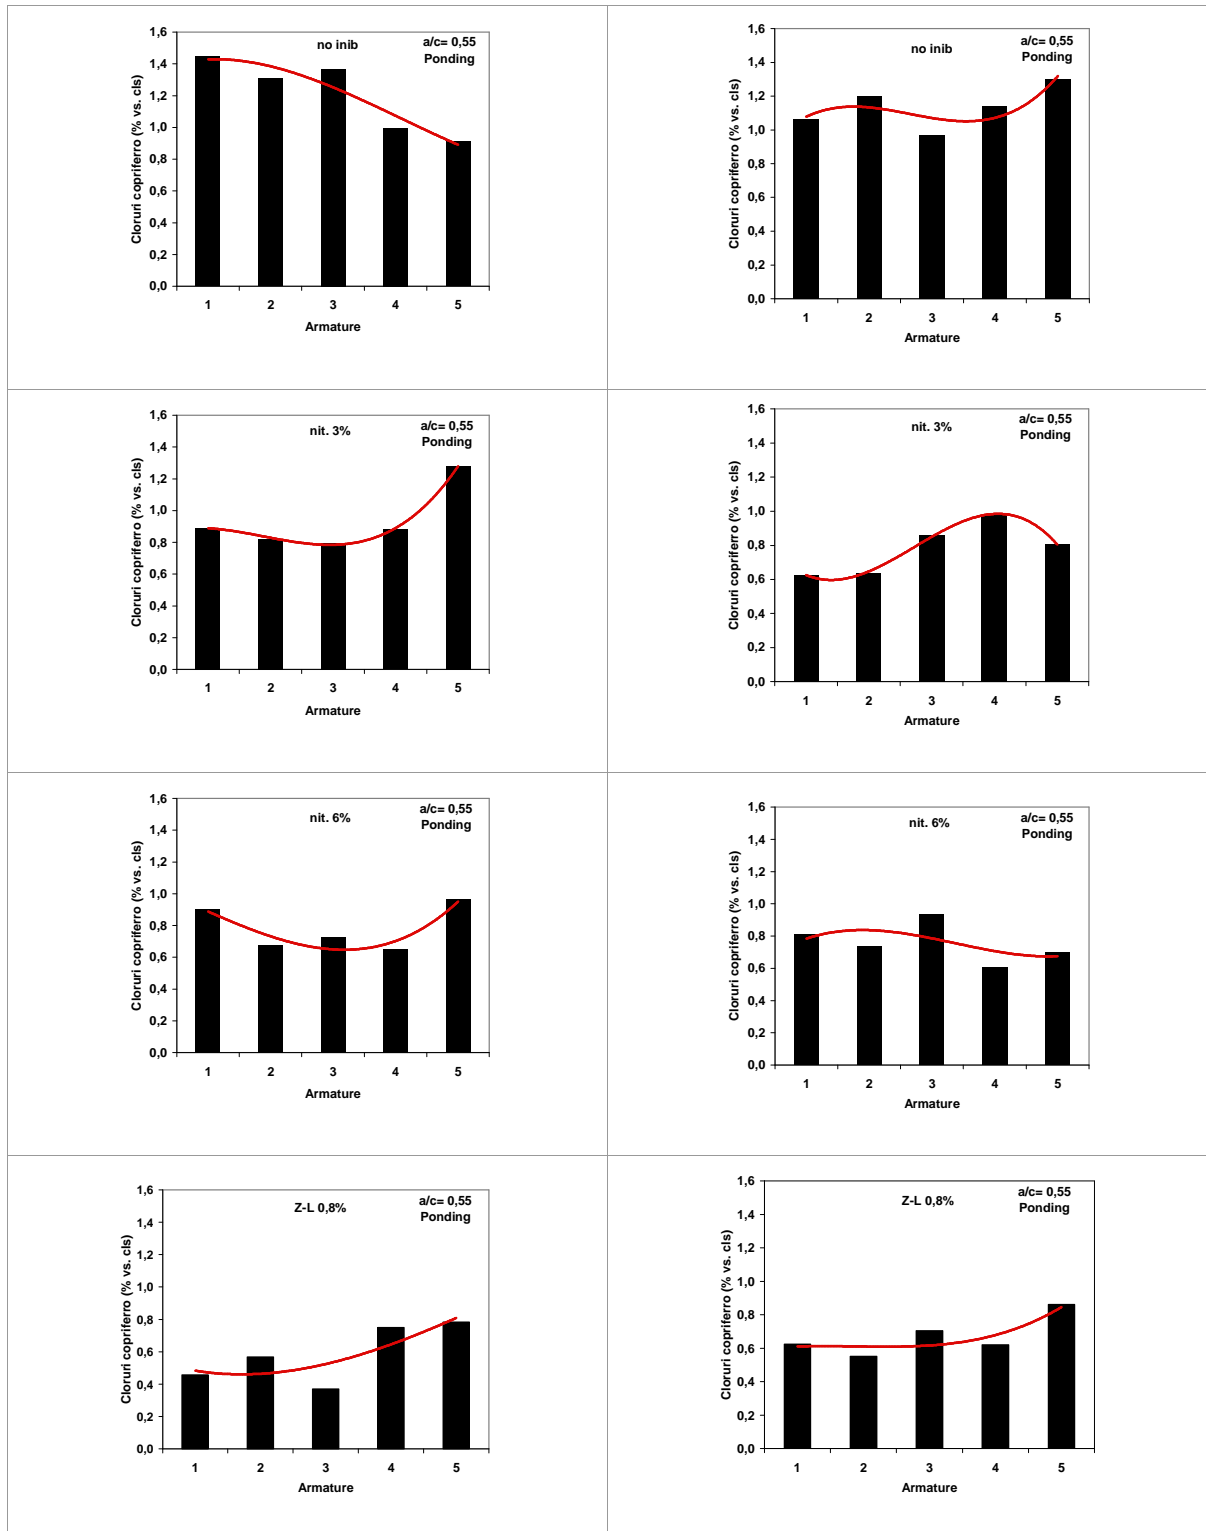 no inib
a/c= 0,55
Ponding
Cloruri copriferro (% vs. cls)
1,6
1,4
1,2
1,0
0,8
0,6
0,4
0,2
0,0
1 2 3 4 5
Armature
no inib
a/c= 0,55
Ponding
Cloruri copriferro (% vs. cls)
1,6
1,4
1,2
1,0
0,8
0,6
0,4
0,2
0,0
1 2 3 4 5
Armature
nit. 3%
a/c= 0,55
Ponding
Cloruri copriferro (% vs. cls)
1,6
1,4
1,2
1,0
0,8
0,6
0,4
0,2
0,0
1 2 3 4 5
Armature
nit. 3%
a/c= 0,55
Ponding
Cloruri copriferro (% vs. cls)
1,6
1,4
1,2
1,0
0,8
0,6
0,4
0,2
0,0
1 2 3 4 5
Armature
nit. 6%
a/c= 0,55
Ponding
Cloruri copriferro (% vs. cls)
1,6
1,4
1,2
1,0
0,8
0,6
0,4
0,2
0,0
1 2 3 4 5
Armature
nit. 6%
a/c= 0,55
Ponding
Cloruri copriferro (% vs. cls)
1,6
1,4
1,2
1,0
0,8
0,6
0,4
0,2
0,0
1 2 3 4 5
Armature
Z-L 0,8%
a/c= 0,55
Ponding
Cloruri copriferro (% vs. cls)
1,6
1,4
1,2
1,0
0,8
0,6
0,4
0,2
0,0
1 2 3 4 5
Armature
Z-L 0,8%
a/c= 0,55
Ponding
Cloruri copriferro (% vs. cls)
1,6
1,4
1,2
1,0
0,8
0,6
0,4
0,2
0,0
1 2 3 4 5
Armature